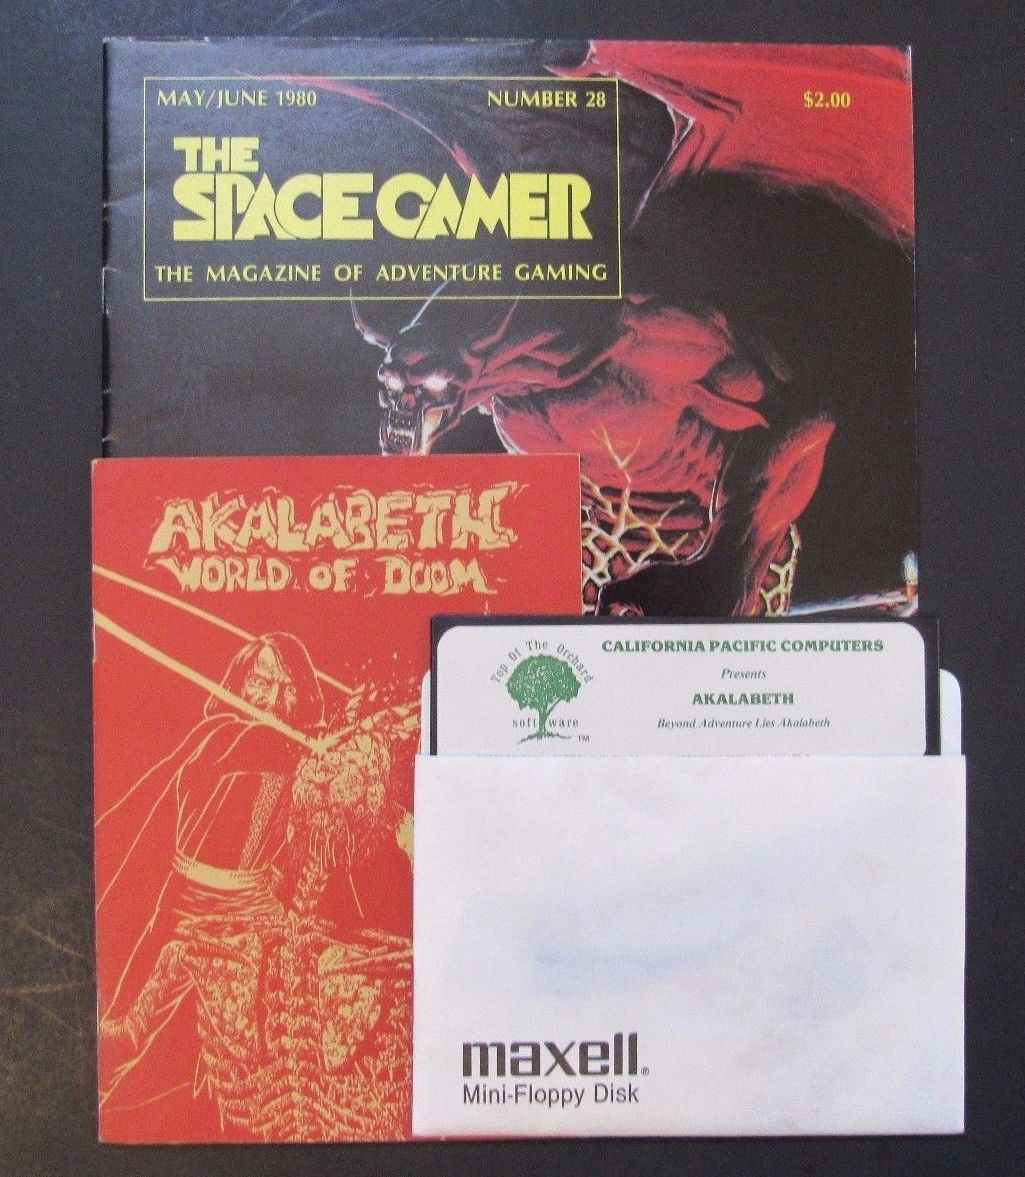 MAY/JUNE 1980 NUMBER 28 $2.00
THE
SPACE GAMER
THE MAGAZINE OF ADVENTURE GAMING
AKALABETH
WORLD OF DOOM
Top Of The Orchard
software
TM
CALIFORNIA PACIFIC COMPUTERS
Presents
AKALABETH
Beyond Adventure Lies Akalabeth
maxell®
Mini-Floppy Disk